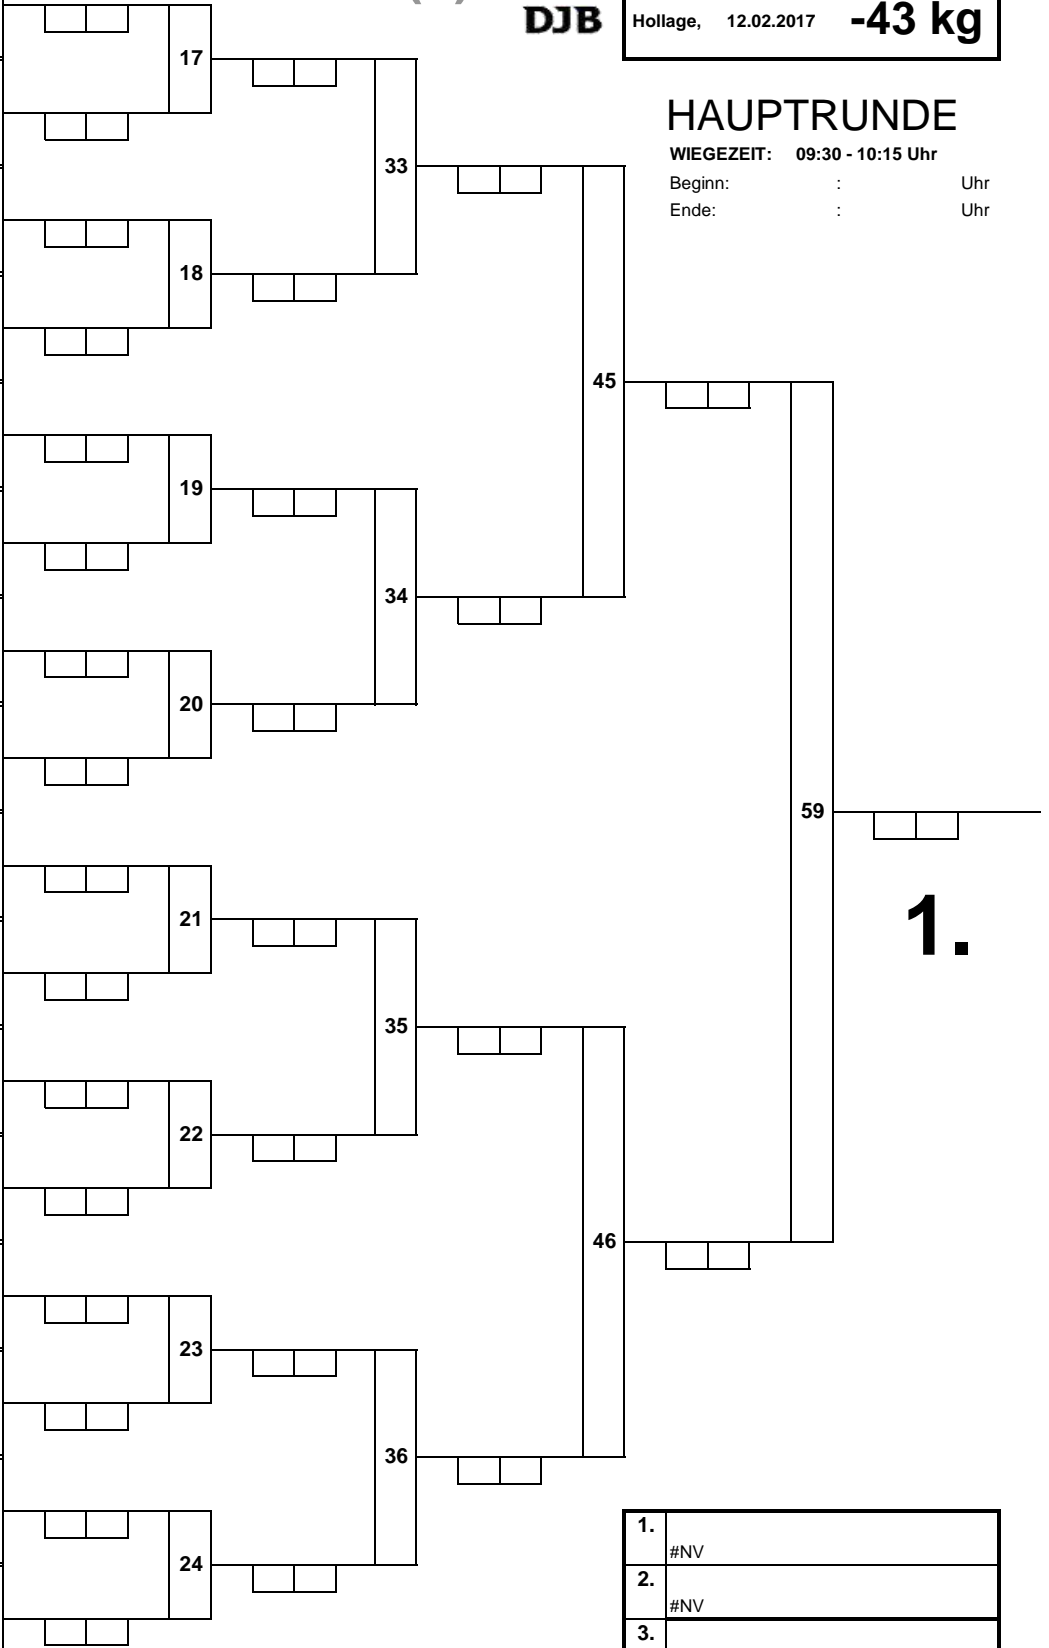 DJB
Hollage, 12.02.2017 -43 kg
17
HAUPTRUNDE
WIEGEZEIT: 09:30 - 10:15 Uhr
33
Beginn: : Uhr
Ende: : Uhr
18
45
19
34
20
59
21
1.
35
22
46
23
36
1.
#NV
24
2.
#NV
3.